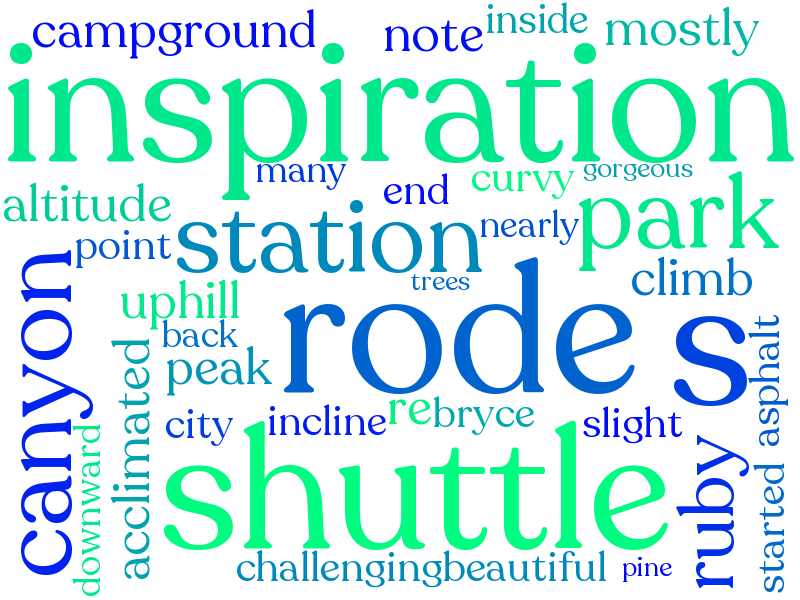 campground
note
inside
mostly
inspiration
many
curvy
gorgeous
altitude
end
park
point
station
nearly
trees
climb
canyon
uphill
rode
s
back
peak
acclimated
asphalt
city
incline
re
bryce
slight
downward
shuttle
ruby
started
challenging
beautiful
pine